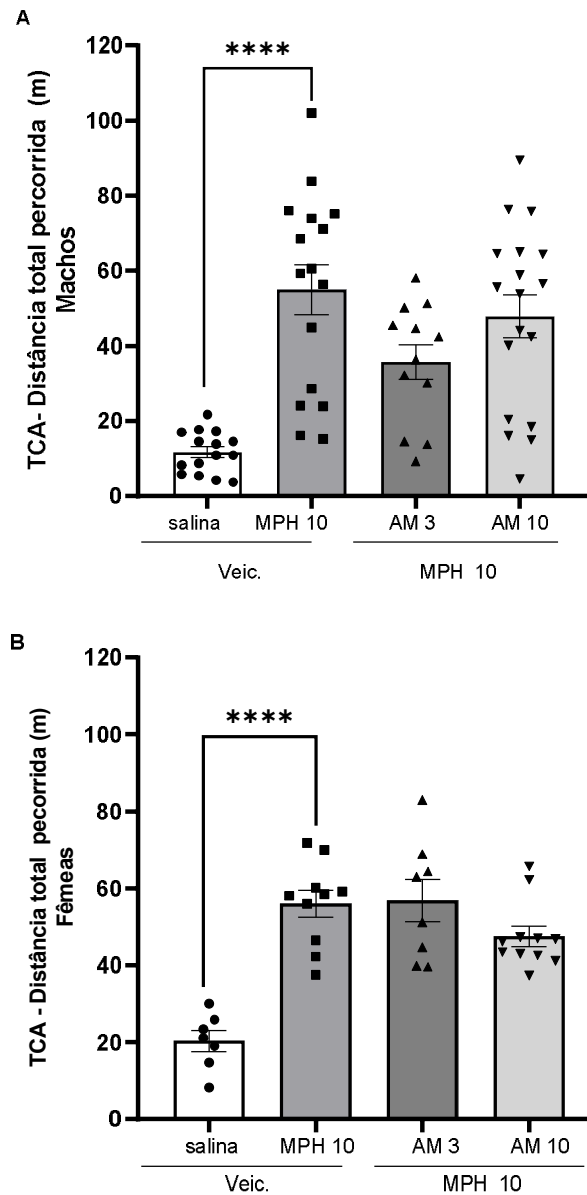 A
TCA- Distância total percorrida (m)
Machos
120
100
80
60
40
20
0
****
salina MPH 10 AM 3 AM 10
Veic. MPH 10
B
TCA - Distância total pecorrida (m)
Fêmeas
120
100
80
60
40
20
0
****
salina MPH 10 AM 3 AM 10
Veic. MPH 10